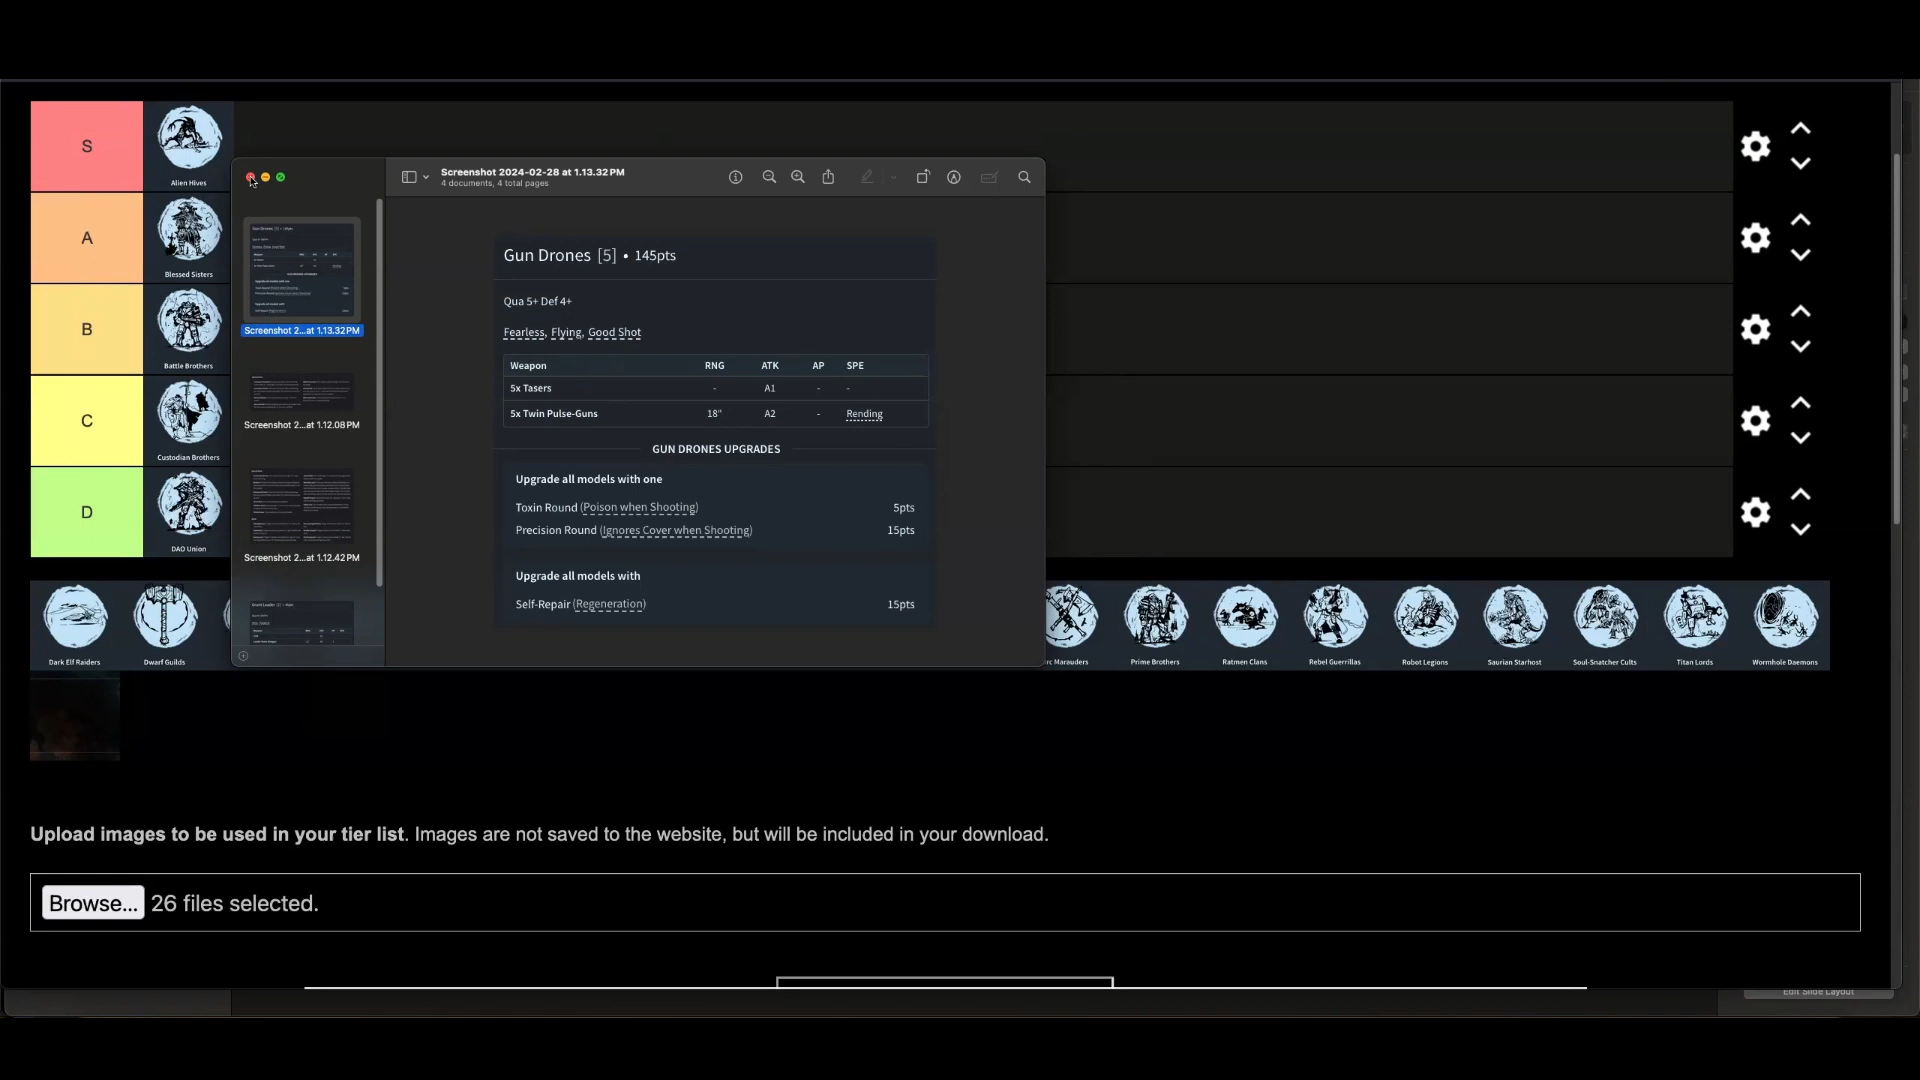 S
Alien Hives
A
Blessed Sisters
B
Battle Brothers
C
Custodian Brothers
D
DAO Union
Screenshot 2024-02-28 at 1.13.32 PM
4 documents, 4 total pages
Screenshot 2...at 1.13.32 PM
Screenshot 2...at 1.12.08 PM
Screenshot 2...at 1.12.42 PM
Gun Drones [5] • 145pts
Qua 5+ Def 4+
Fearless, Flying, Good Shot
Weapon RNG ATK AP SPE
5x Tasers - A1 - -
5x Twin Pulse-Guns 18" A2 - Rending
GUN DRONES UPGRADES
Upgrade all models with one
Toxin Round (Poison when Shooting) 5pts
Precision Round (Ignores Cover when Shooting) 15pts
Upgrade all models with
Self-Repair (Regeneration) 15pts
Dark Elf Raiders
Dwarf Guilds
rc Marauders
Prime Brothers
Ratmen Clans
Rebel Guerrillas
Robot Legions
Saurian Starhost
Soul-Snatcher Cults
Titan Lords
Wormhole Daemons
Upload images to be used in your tier list. Images are not saved to the website, but will be included in your download.
Browse... 26 files selected.
Edit Slide Layout